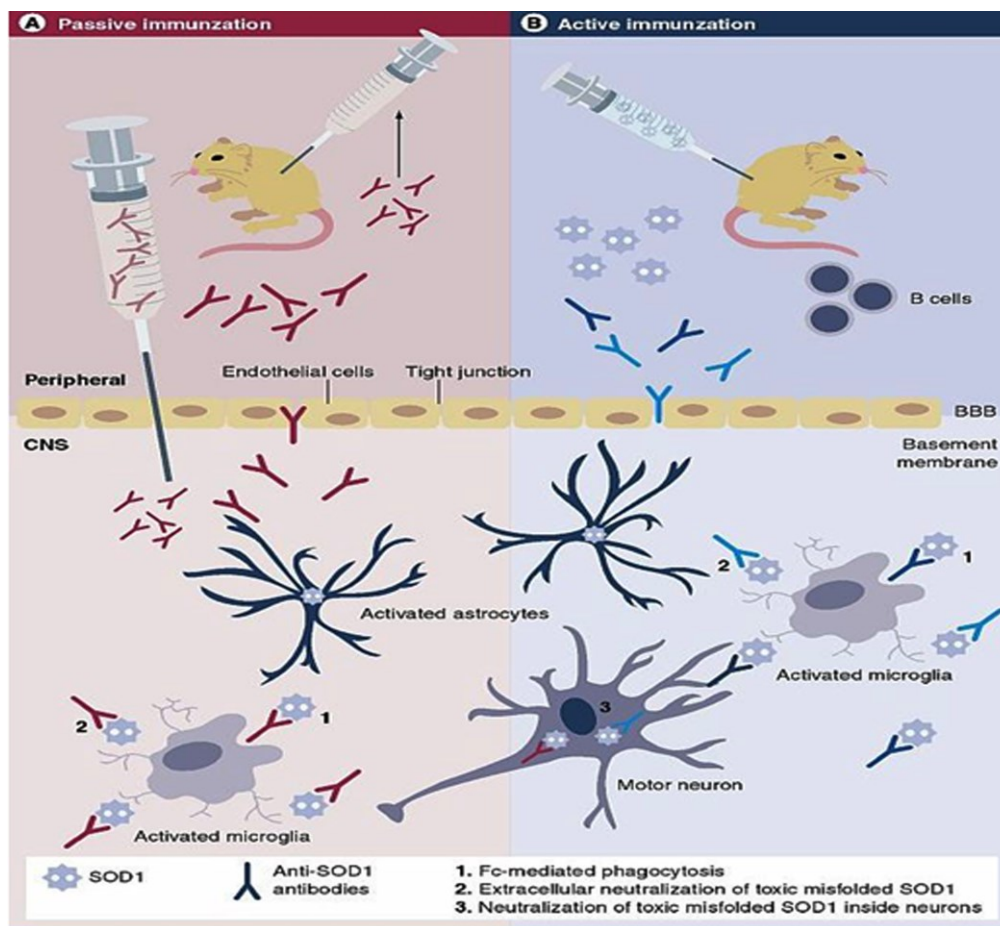 A Passive immunzation
B Active immunzation
B cells
Endothelial cells
Tight junction
Peripheral
BBB
CNS
Basement
membrane
1
2
Activated astrocytes
Activated microglia
3
2
1
Motor neuron
Activated microglia
SOD1
Anti-SOD1
antibodies
1. Fc-mediated phagocytosis
2. Extracellular neutralization of toxic misfolded SOD1
3. Neutralization of toxic misfolded SOD1 inside neurons